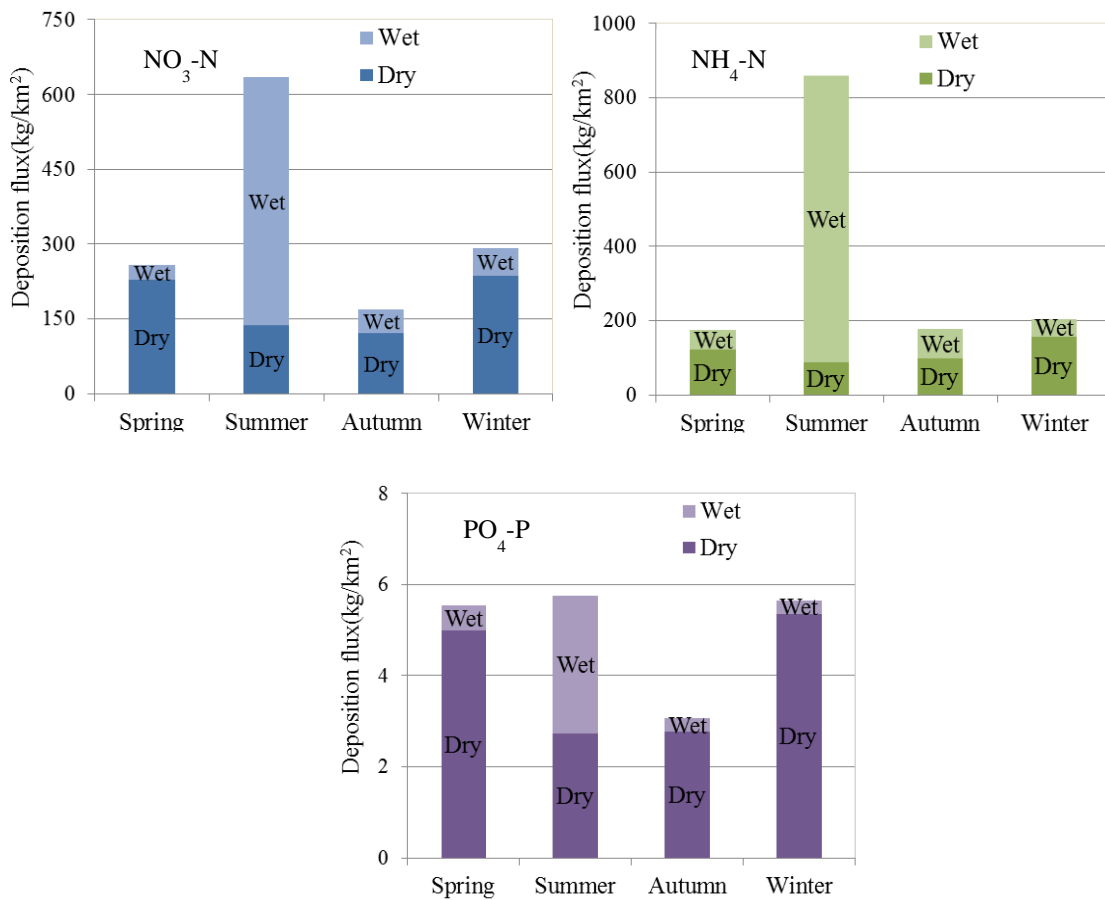 Deposition flux(kg/km²)
750
600
450
300
150
0
NO₃-N
Wet
Dry
Wet
Dry
Wet
Dry
Wet
Dry
Wet
Dry
Spring
Summer
Autumn
Winter
Deposition flux(kg/km²)
1000
800
600
400
200
0
NH₄-N
Wet
Dry
Wet
Dry
Wet
Dry
Wet
Dry
Wet
Dry
Spring
Summer
Autumn
Winter
Deposition flux(kg/km²)
8
6
4
2
0
PO₄-P
Wet
Dry
Wet
Dry
Wet
Dry
Wet
Dry
Wet
Dry
Spring
Summer
Autumn
Winter